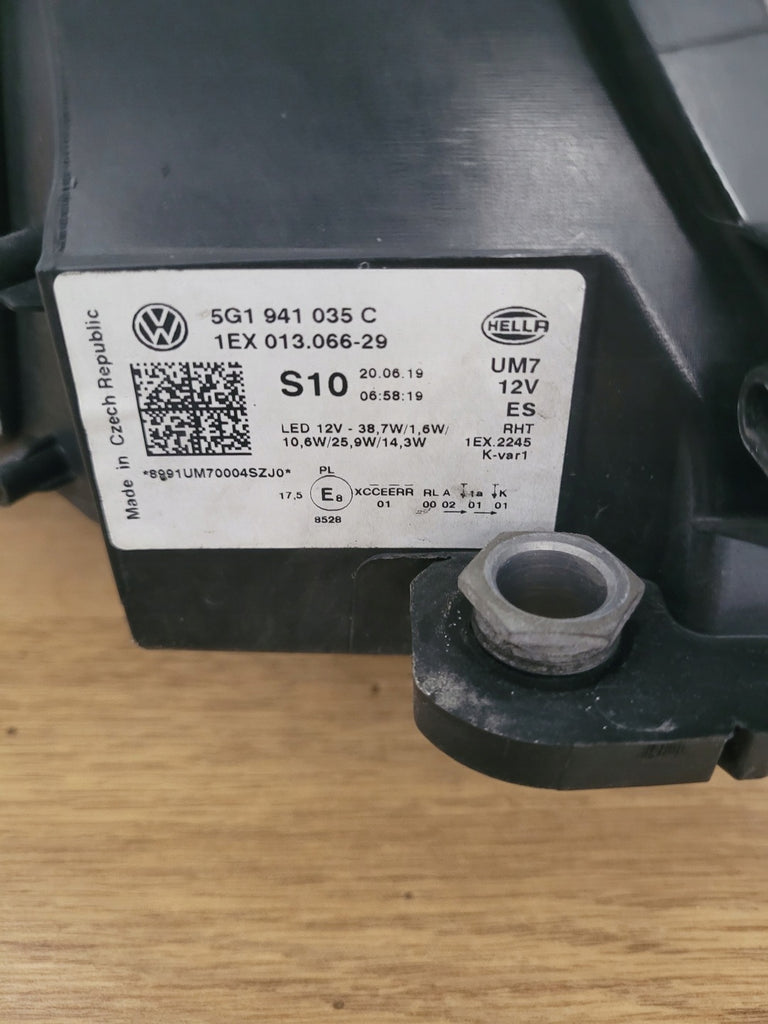 Made in Czech Republic
5G1 941 035 C
1EX 013.066-29
HELLA
S10
20.06.19
06:58:19
UM7
12V
ES
LED 12V - 38,7W/1,6W/
10,6W/25,9W/14,3W
RHT
1EX.2245
K-var1
*8991UM70004SZJ0*
PL
17,5 E8 XCCEERR RL A 1a K
01 00 02 01 01
8528